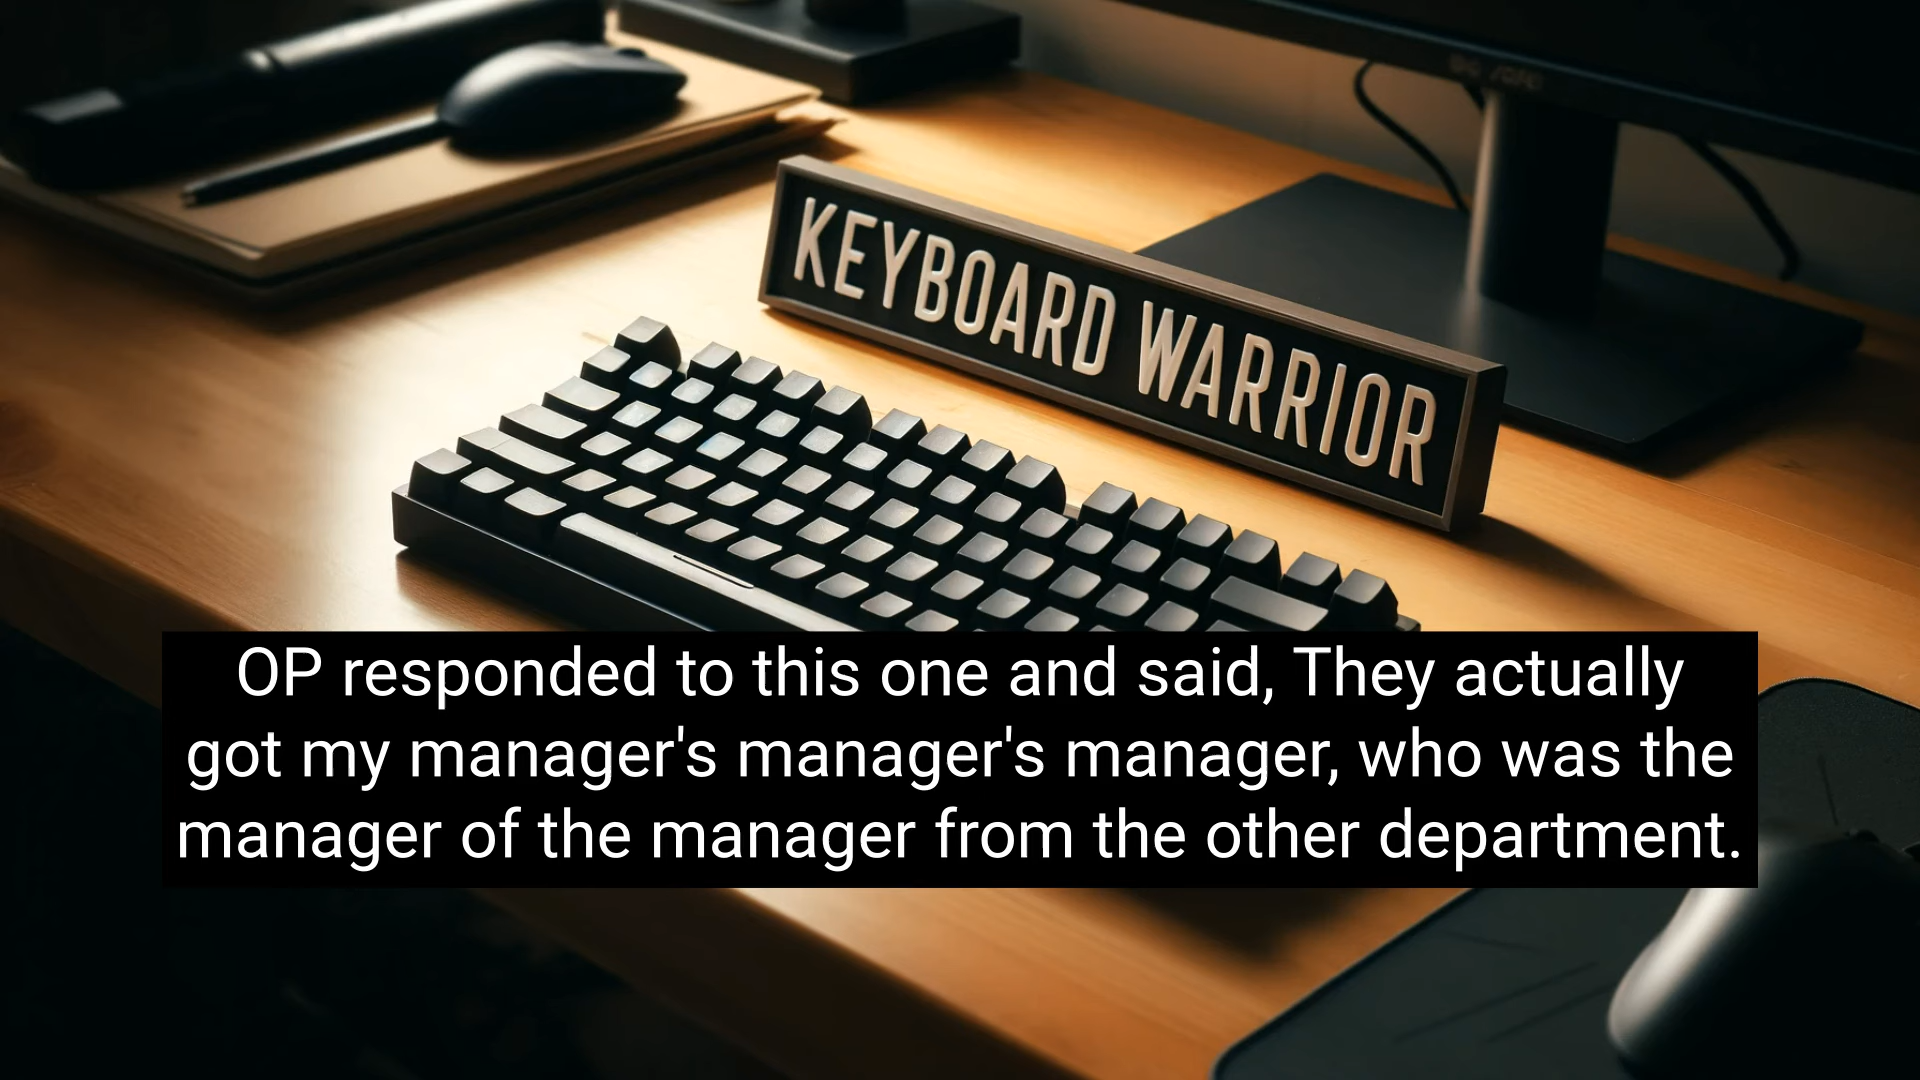 KEYBOARD WARRIOR
OP responded to this one and said, They actually
got my manager's manager's manager, who was the
manager of the manager from the other department.